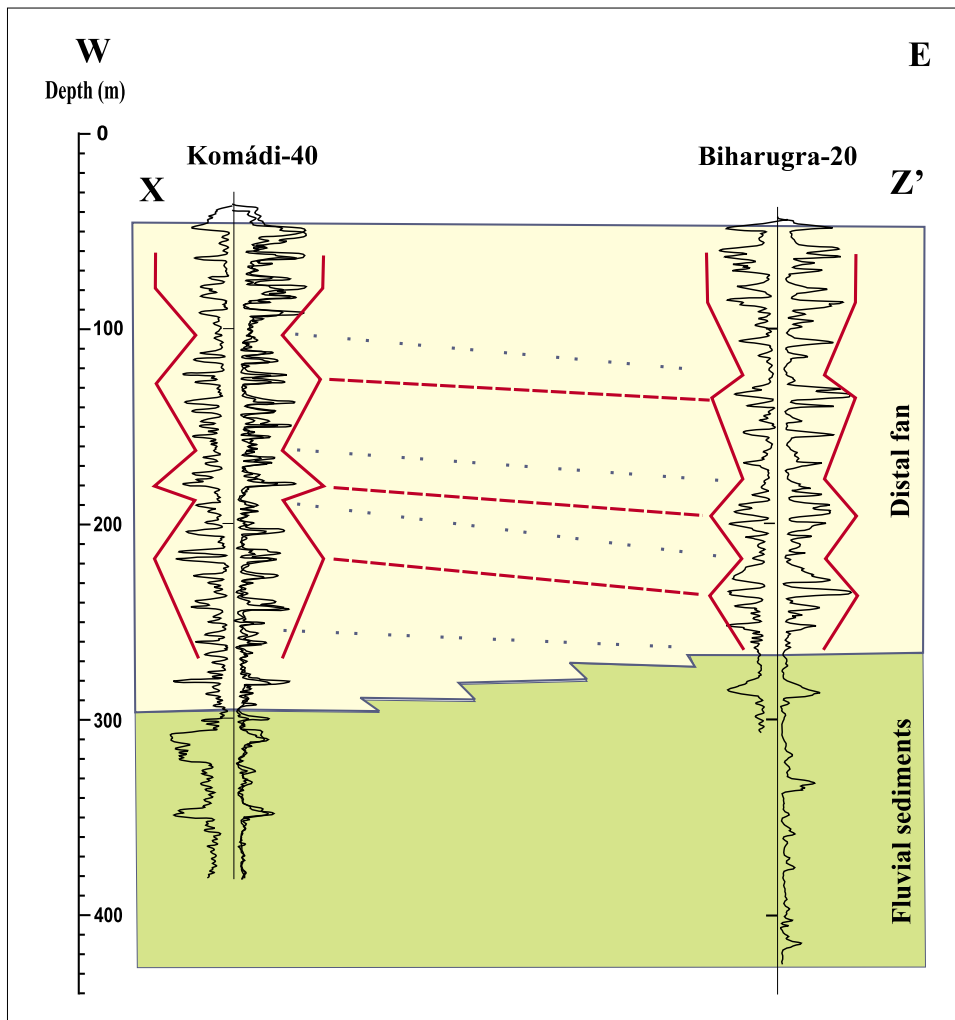 W
E
Depth (m)
0
Komádi-40
Biharugra-20
X
Z’
100
200
300
400
Distal fan
Fluvial sediments